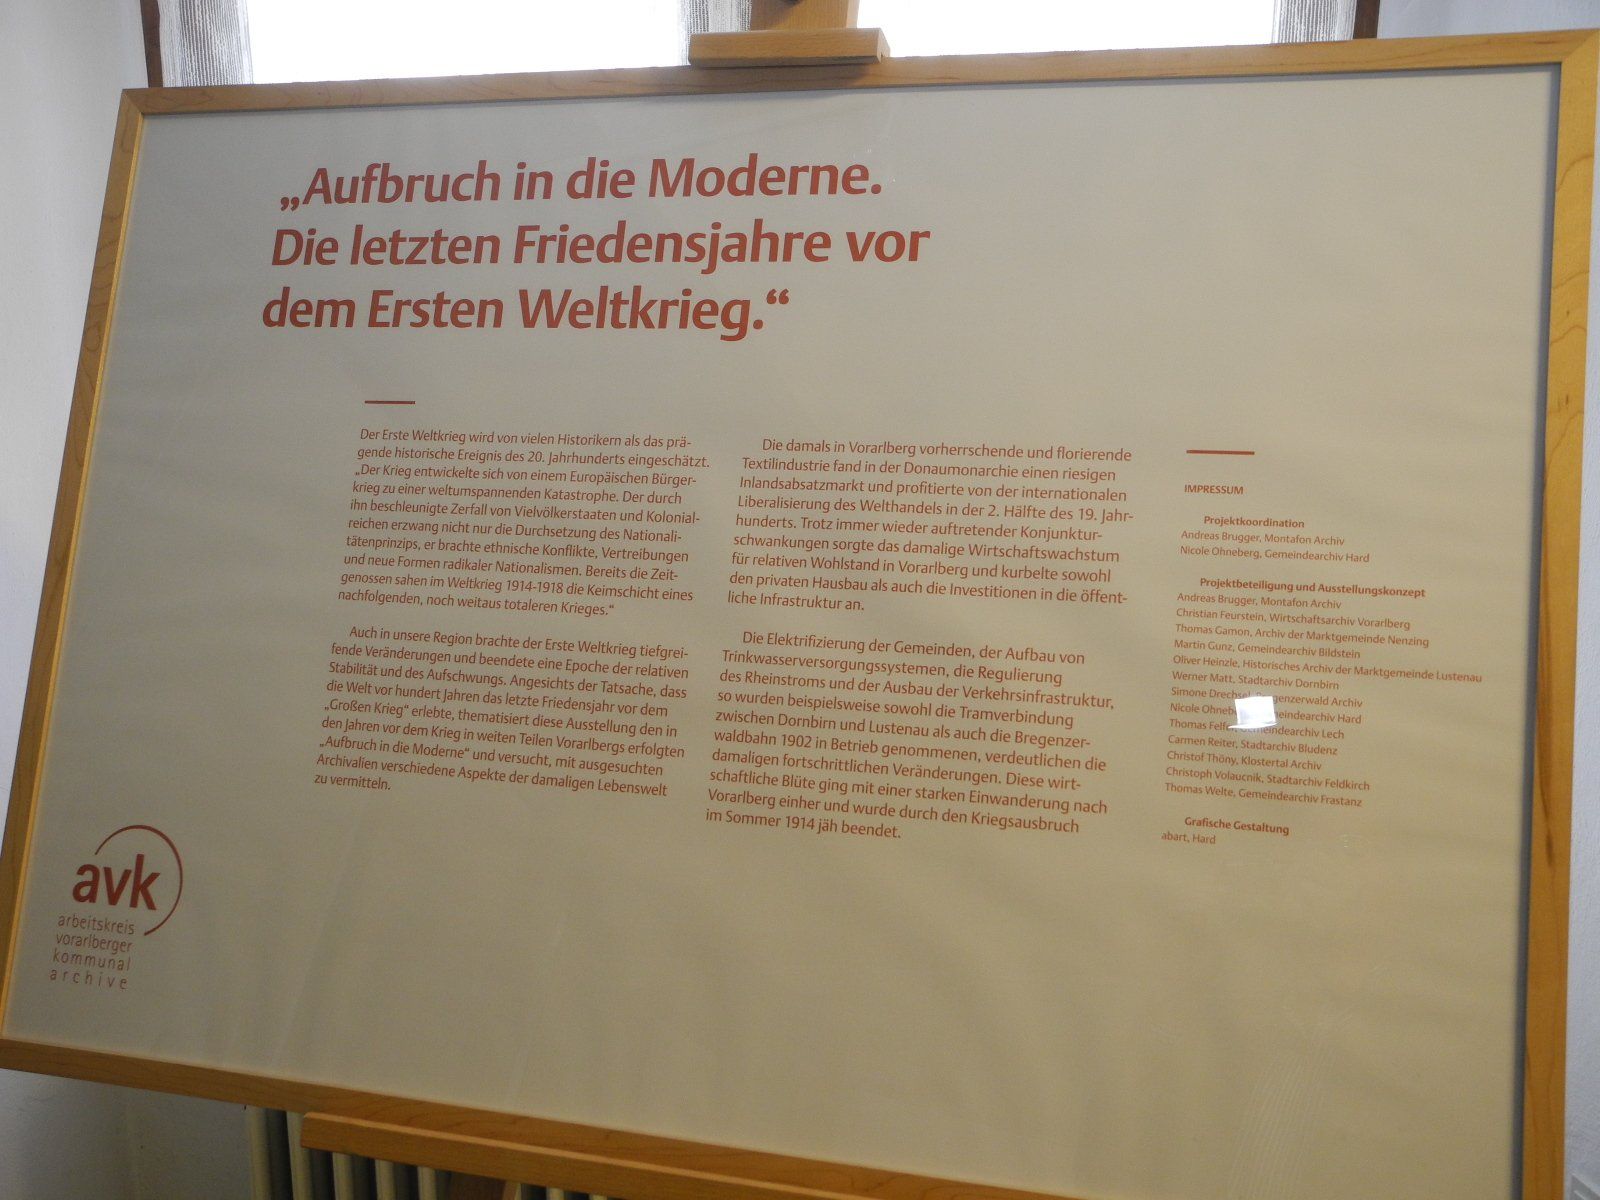 „Aufbruch in die Moderne.
Die letzten Friedensjahre vor
dem Ersten Weltkrieg.“
Der Erste Weltkrieg wird von vielen Historikern als das prä-
gende historische Ereignis des 20. Jahrhunderts eingeschätzt.
„Der Krieg entwickelte sich von einem Europäischen Bürger-
krieg zu einer weltumspannenden Katastrophe. Der durch
ihn beschleunigte Zerfall von Vielvölkerstaaten und Kolonial-
reichen erzwang nicht nur die Durchsetzung des Nationali-
tätenprinzips, er brachte ethnische Konflikte, Vertreibungen
und neue Formen radikaler Nationalismen. Bereits die Zeit-
genossen sahen im Weltkrieg 1914-1918 die Keimschicht eines
nachfolgenden, noch weitaus totaleren Krieges.“
Auch in unsere Region brachte der Erste Weltkrieg tiefgrei-
fende Veränderungen und beendete eine Epoche der relativen
Stabilität und des Aufschwungs. Angesichts der Tatsache, dass
die Welt vor hundert Jahren das letzte Friedensjahr vor dem
„Großen Krieg“ erlebte, thematisiert diese Ausstellung den in
den Jahren vor dem Krieg in weiten Teilen Vorarlbergs erfolgten
„Aufbruch in die Moderne“ und versucht, mit ausgesuchten
Archivalien verschiedene Aspekte der damaligen Lebenswelt
zu vermitteln.
Die damals in Vorarlberg vorherrschende und florierende
Textilindustrie fand in der Donaumonarchie einen riesigen
Inlandsabsatzmarkt und profitierte von der internationalen
Liberalisierung des Welthandels in der 2. Hälfte des 19. Jahr-
hunderts. Trotz immer wieder auftretender Konjunktur-
schwankungen sorgte das damalige Wirtschaftswachstum
für relativen Wohlstand in Vorarlberg und kurbelte sowohl
den privaten Hausbau als auch die Investitionen in die öffent-
liche Infrastruktur an.
Die Elektrifizierung der Gemeinden, der Aufbau von
Trinkwasserversorgungssystemen, die Regulierung
des Rheinstroms und der Ausbau der Verkehrsinfrastruktur,
so wurden beispielsweise sowohl die Tramverbindung
zwischen Dornbirn und Lustenau als auch die Bregenzer-
waldbahn 1902 in Betrieb genommenen, verdeutlichen die
damaligen fortschrittlichen Veränderungen. Diese wirt-
schaftliche Blüte ging mit einer starken Einwanderung nach
Vorarlberg einher und wurde durch den Kriegsausbruch
im Sommer 1914 jäh beendet.
IMPRESSUM
Projektkoordination
Andreas Brugger, Montafon Archiv
Nicole Ohneberg, Gemeindearchiv Hard
Projektbeteiligung und Ausstellungskonzept
Andreas Brugger, Montafon Archiv
Christian Feurstein, Wirtschaftsarchiv Vorarlberg
Thomas Gamon, Archiv der Marktgemeinde Nenzing
Martin Gunz, Gemeindearchiv Bildstein
Oliver Heinzle, Historisches Archiv der Marktgemeinde Lustenau
Werner Matt, Stadtarchiv Dornbirn
Simone Drechsel, Bregenzerwald Archiv
Nicole Ohneberg, Gemeindearchiv Hard
Thomas Gemeindearchiv Lech
Carmen Reiter, Stadtarchiv Bludenz
Christof Thöny, Klostertal Archiv
Christoph Volaucnik, Stadtarchiv Feldkirch
Thomas Welte, Gemeindearchiv Frastanz
Grafische Gestaltung
abart, Hard
avk
arbeitskreis
vorarlberger
kommunal
archive